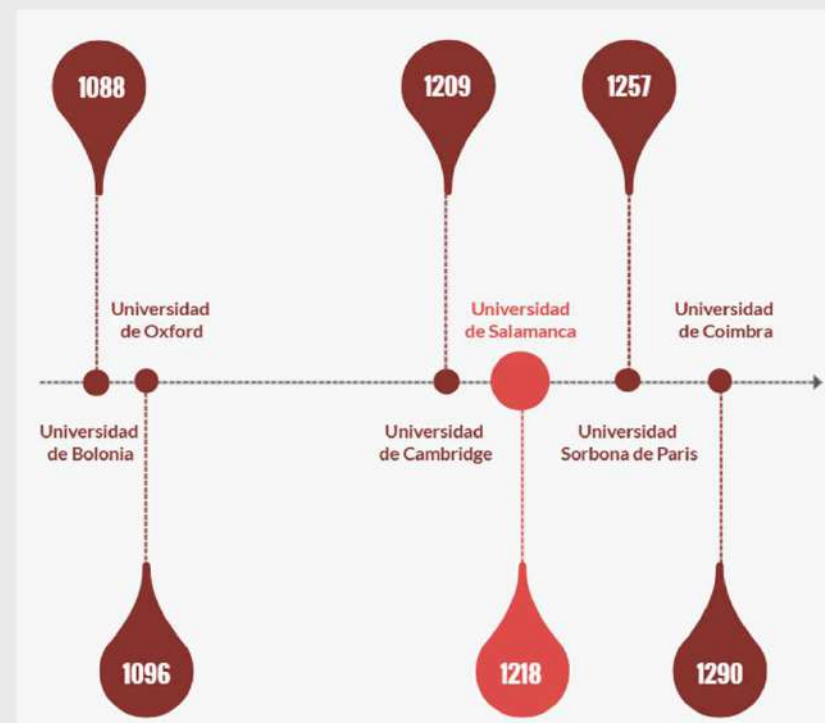 1088
1209
1257
Universidad
de Oxford
Universidad
de Salamanca
Universidad
de Coimbra
Universidad
de Bolonia
Universidad
de Cambridge
Universidad
Sorbona de Paris
1096
1218
1290